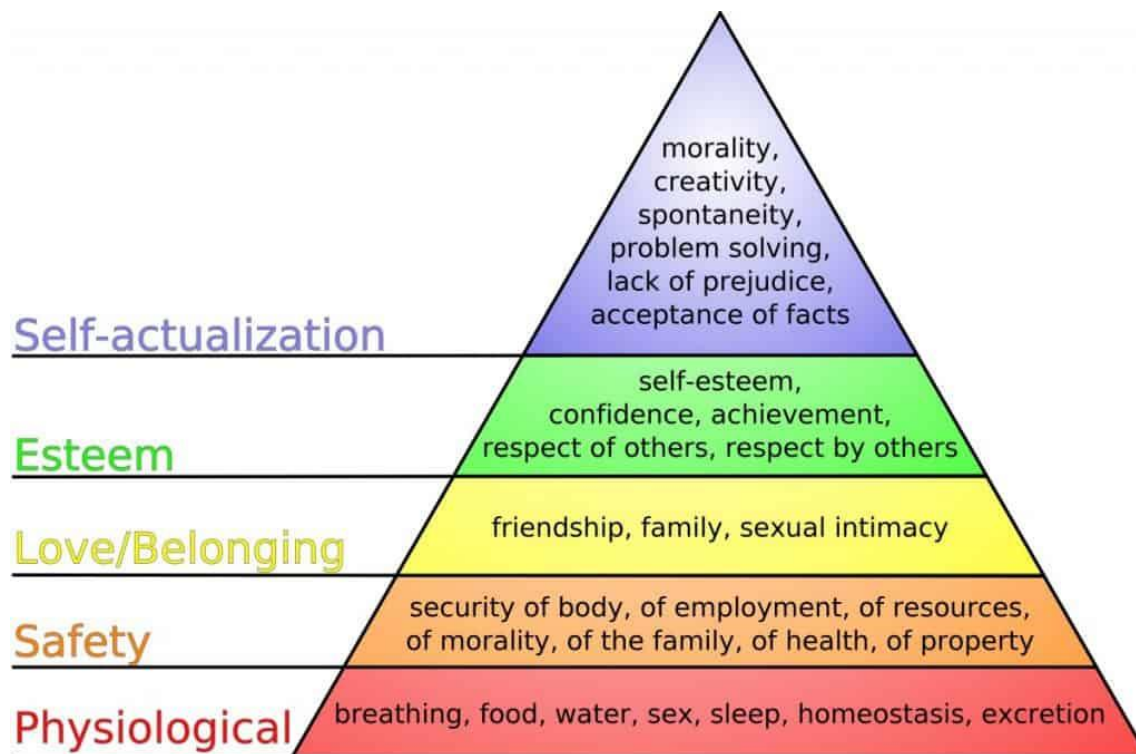 morality,
creativity,
spontaneity,
problem solving,
lack of prejudice,
acceptance of facts
Self-actualization
self-esteem,
confidence, achievement,
respect of others, respect by others
Esteem
friendship, family, sexual intimacy
Love/Belonging
security of body, of employment, of resources,
of morality, of the family, of health, of property
Safety
breathing, food, water, sex, sleep, homeostasis, excretion
Physiological